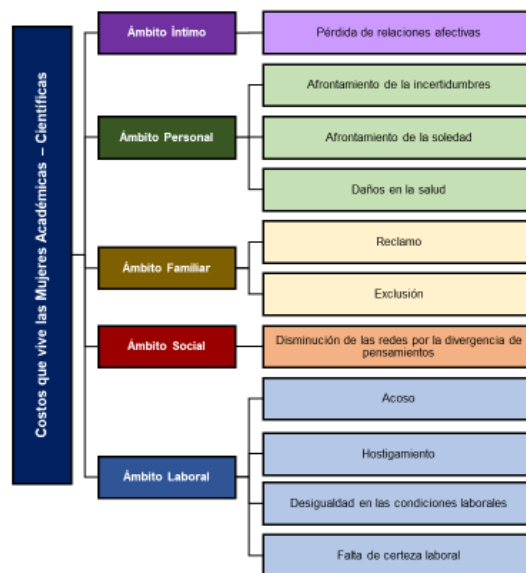 Costos que vive las Mujeres Académicas – Científicas
Ámbito Íntimo
Pérdida de relaciones afectivas
Ámbito Personal
Afrontamiento de la incertidumbres
Afrontamiento de la soledad
Daños en la salud
Ámbito Familiar
Reclamo
Exclusión
Ámbito Social
Disminución de las redes por la divergencia de
pensamientos
Ámbito Laboral
Acoso
Hostigamiento
Desigualdad en las condiciones laborales
Falta de certeza laboral